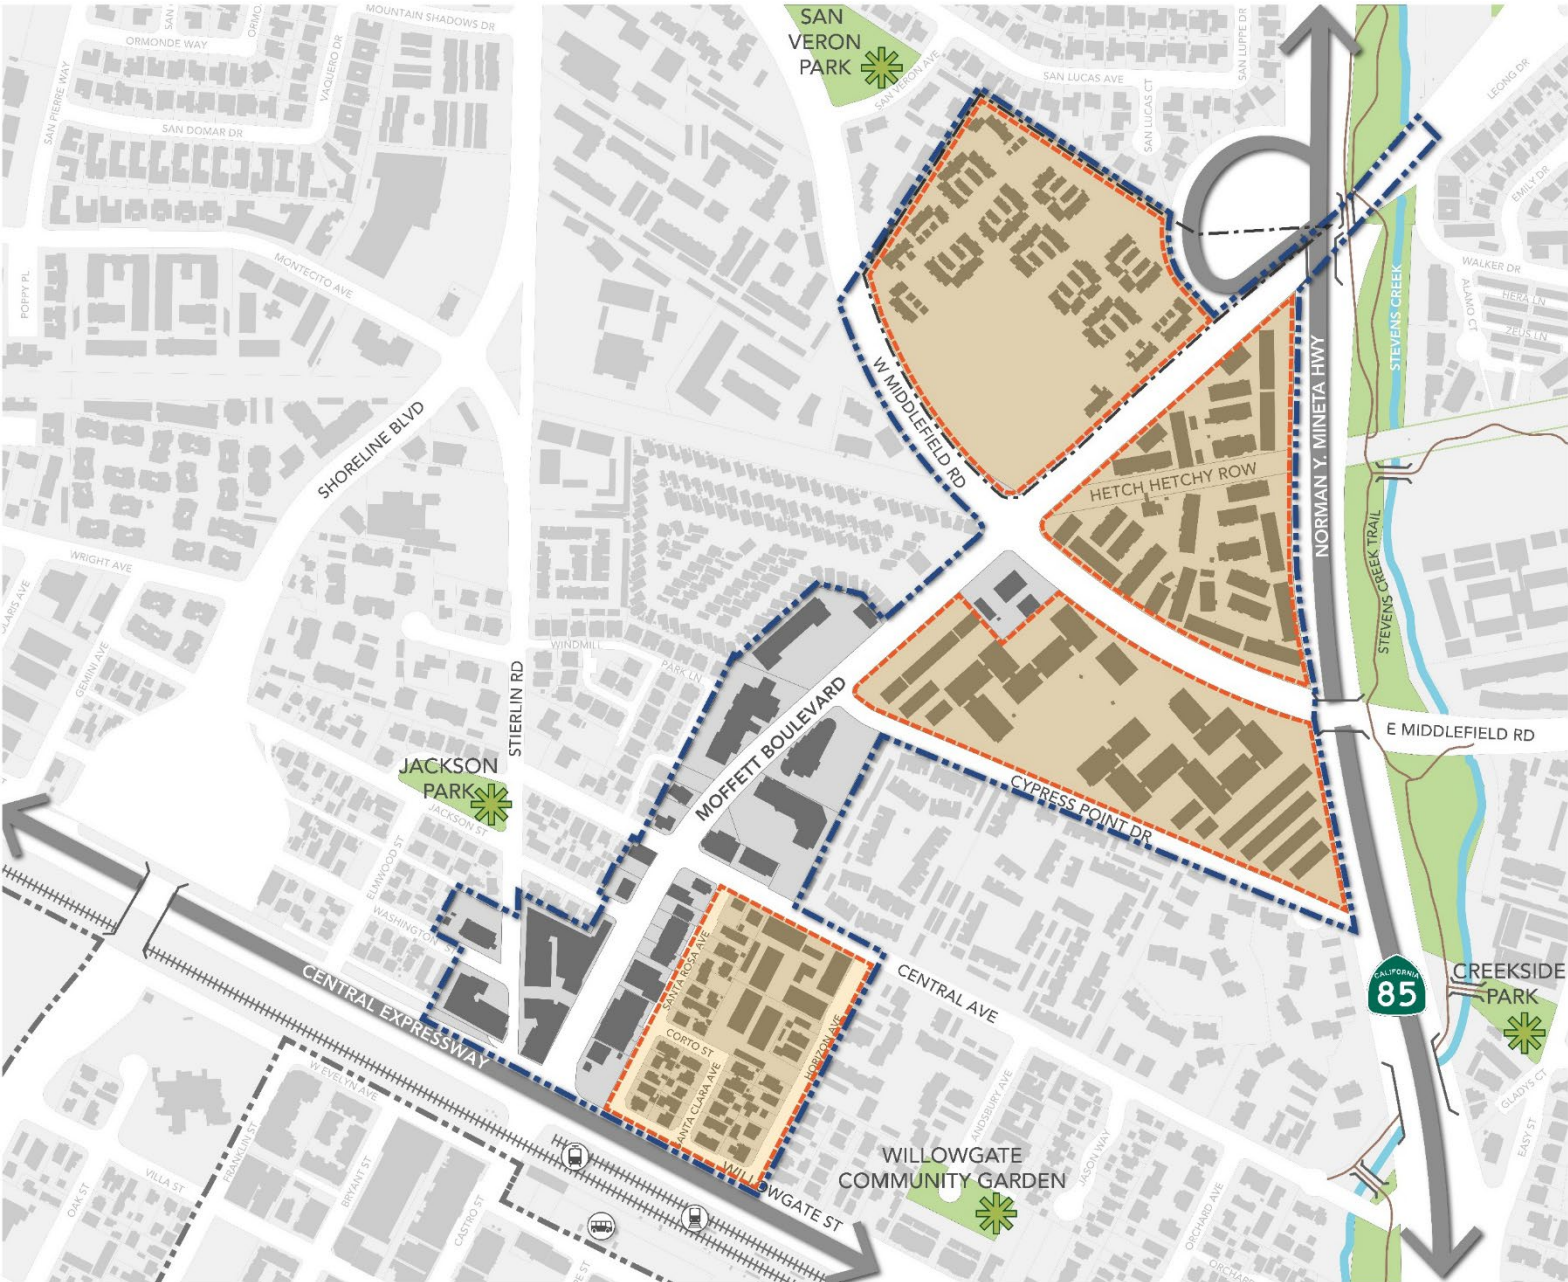 MOUNTAIN SHADOWS DR
ORMONDE WAY
SAN PIERRE WAY
VAQUERO DR
SAN DOMAR DR
SAN
VERON
PARK
SAN VERON AVE
SAN LUCAS AVE
SAN LUPPE DR
SAN LUCAS CT
LEONG DR
EMILY DR
WALKER DR
ALAMO CT
HERA LN
ZEUS LN
STEVENS CREEK
POPPY PL
MONTECITO AVE
SHORELINE BLVD
W MIDDLEFIELD RD
NORMAN Y. MINETA HWY
HETCH HETCHY ROW
STEVENS CREEK TRAIL
WRIGHT AVE
GEMINI AVE
WINDMILL
PARK LN
STIERLIN RD
MOFFETT BOULEVARD
E MIDDLEFIELD RD
JACKSON
PARK
JACKSON ST
CYPRESS POINT DR
ELMWOOD ST
WASHINGTON ST
CENTRAL EXPRESSWAY
SANTA ROSA AVE
CENTRAL AVE
CALIFORNIA
85
CREEKSIDE
PARK
CORTO ST
HORIZON AVE
SANTA CLARA AVE
W EVELYN AVE
ANDSBURY AVE
JASON WAY
GLADYS CT
EASY ST
WILLOWGATE
COMMUNITY GARDEN
WILLOWGATE ST
FRANKLIN ST
VILLA ST
OAK ST
BRYANT ST
CASTRO ST
ORCHARD AVE